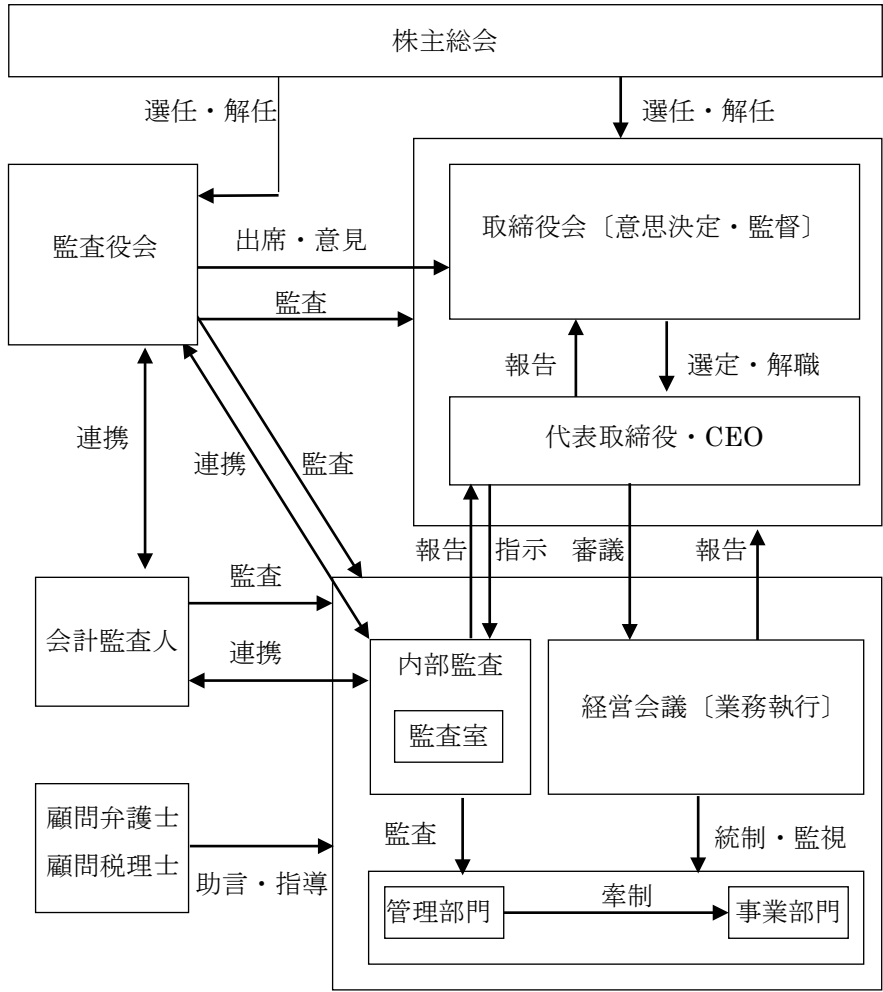 株主総会
選任・解任
選任・解任
監査役会
出席・意見
監査
取締役会〔意思決定・監督〕
報告
選定・解職
代表取締役・CEO
連携
連携
監査
報告
指示
審議
報告
会計監査人
監査
連携
内部監査
監査室
経営会議〔業務執行〕
顧問弁護士
顧問税理士
助言・指導
監査
統制・監視
管理部門
牽制
事業部門